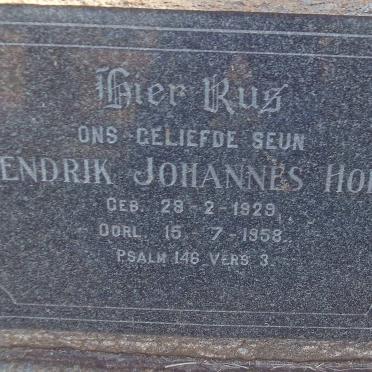 Hier Rus
ONS GELIEFDE SEUN
ENDRIK JOHANNES HO
GEB. 28-2-1929
OORL. 15-7-1958
PSALM 146 VERS 3.